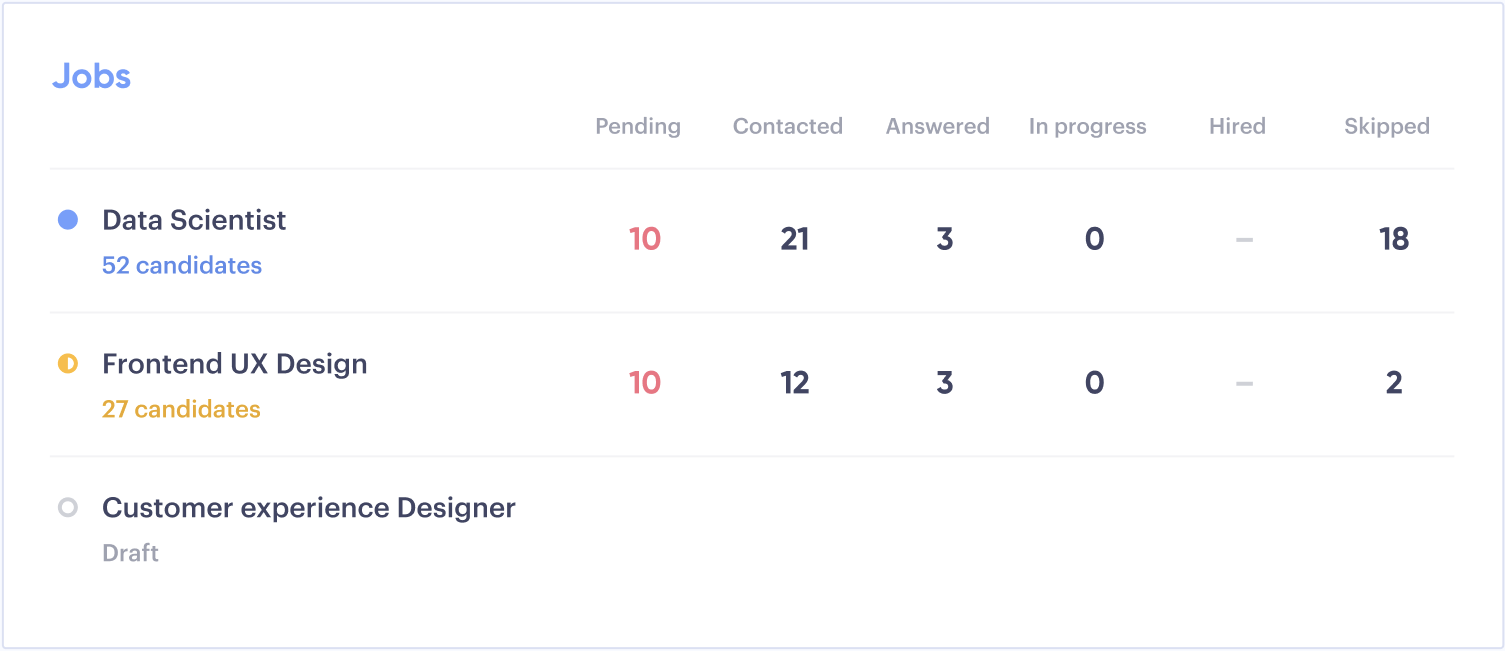 Jobs
Pending Contacted Answered In progress Hired Skipped
Data Scientist
52 candidates
10 21 3 0 – 18
Frontend UX Design
27 candidates
10 12 3 0 – 2
Customer experience Designer
Draft